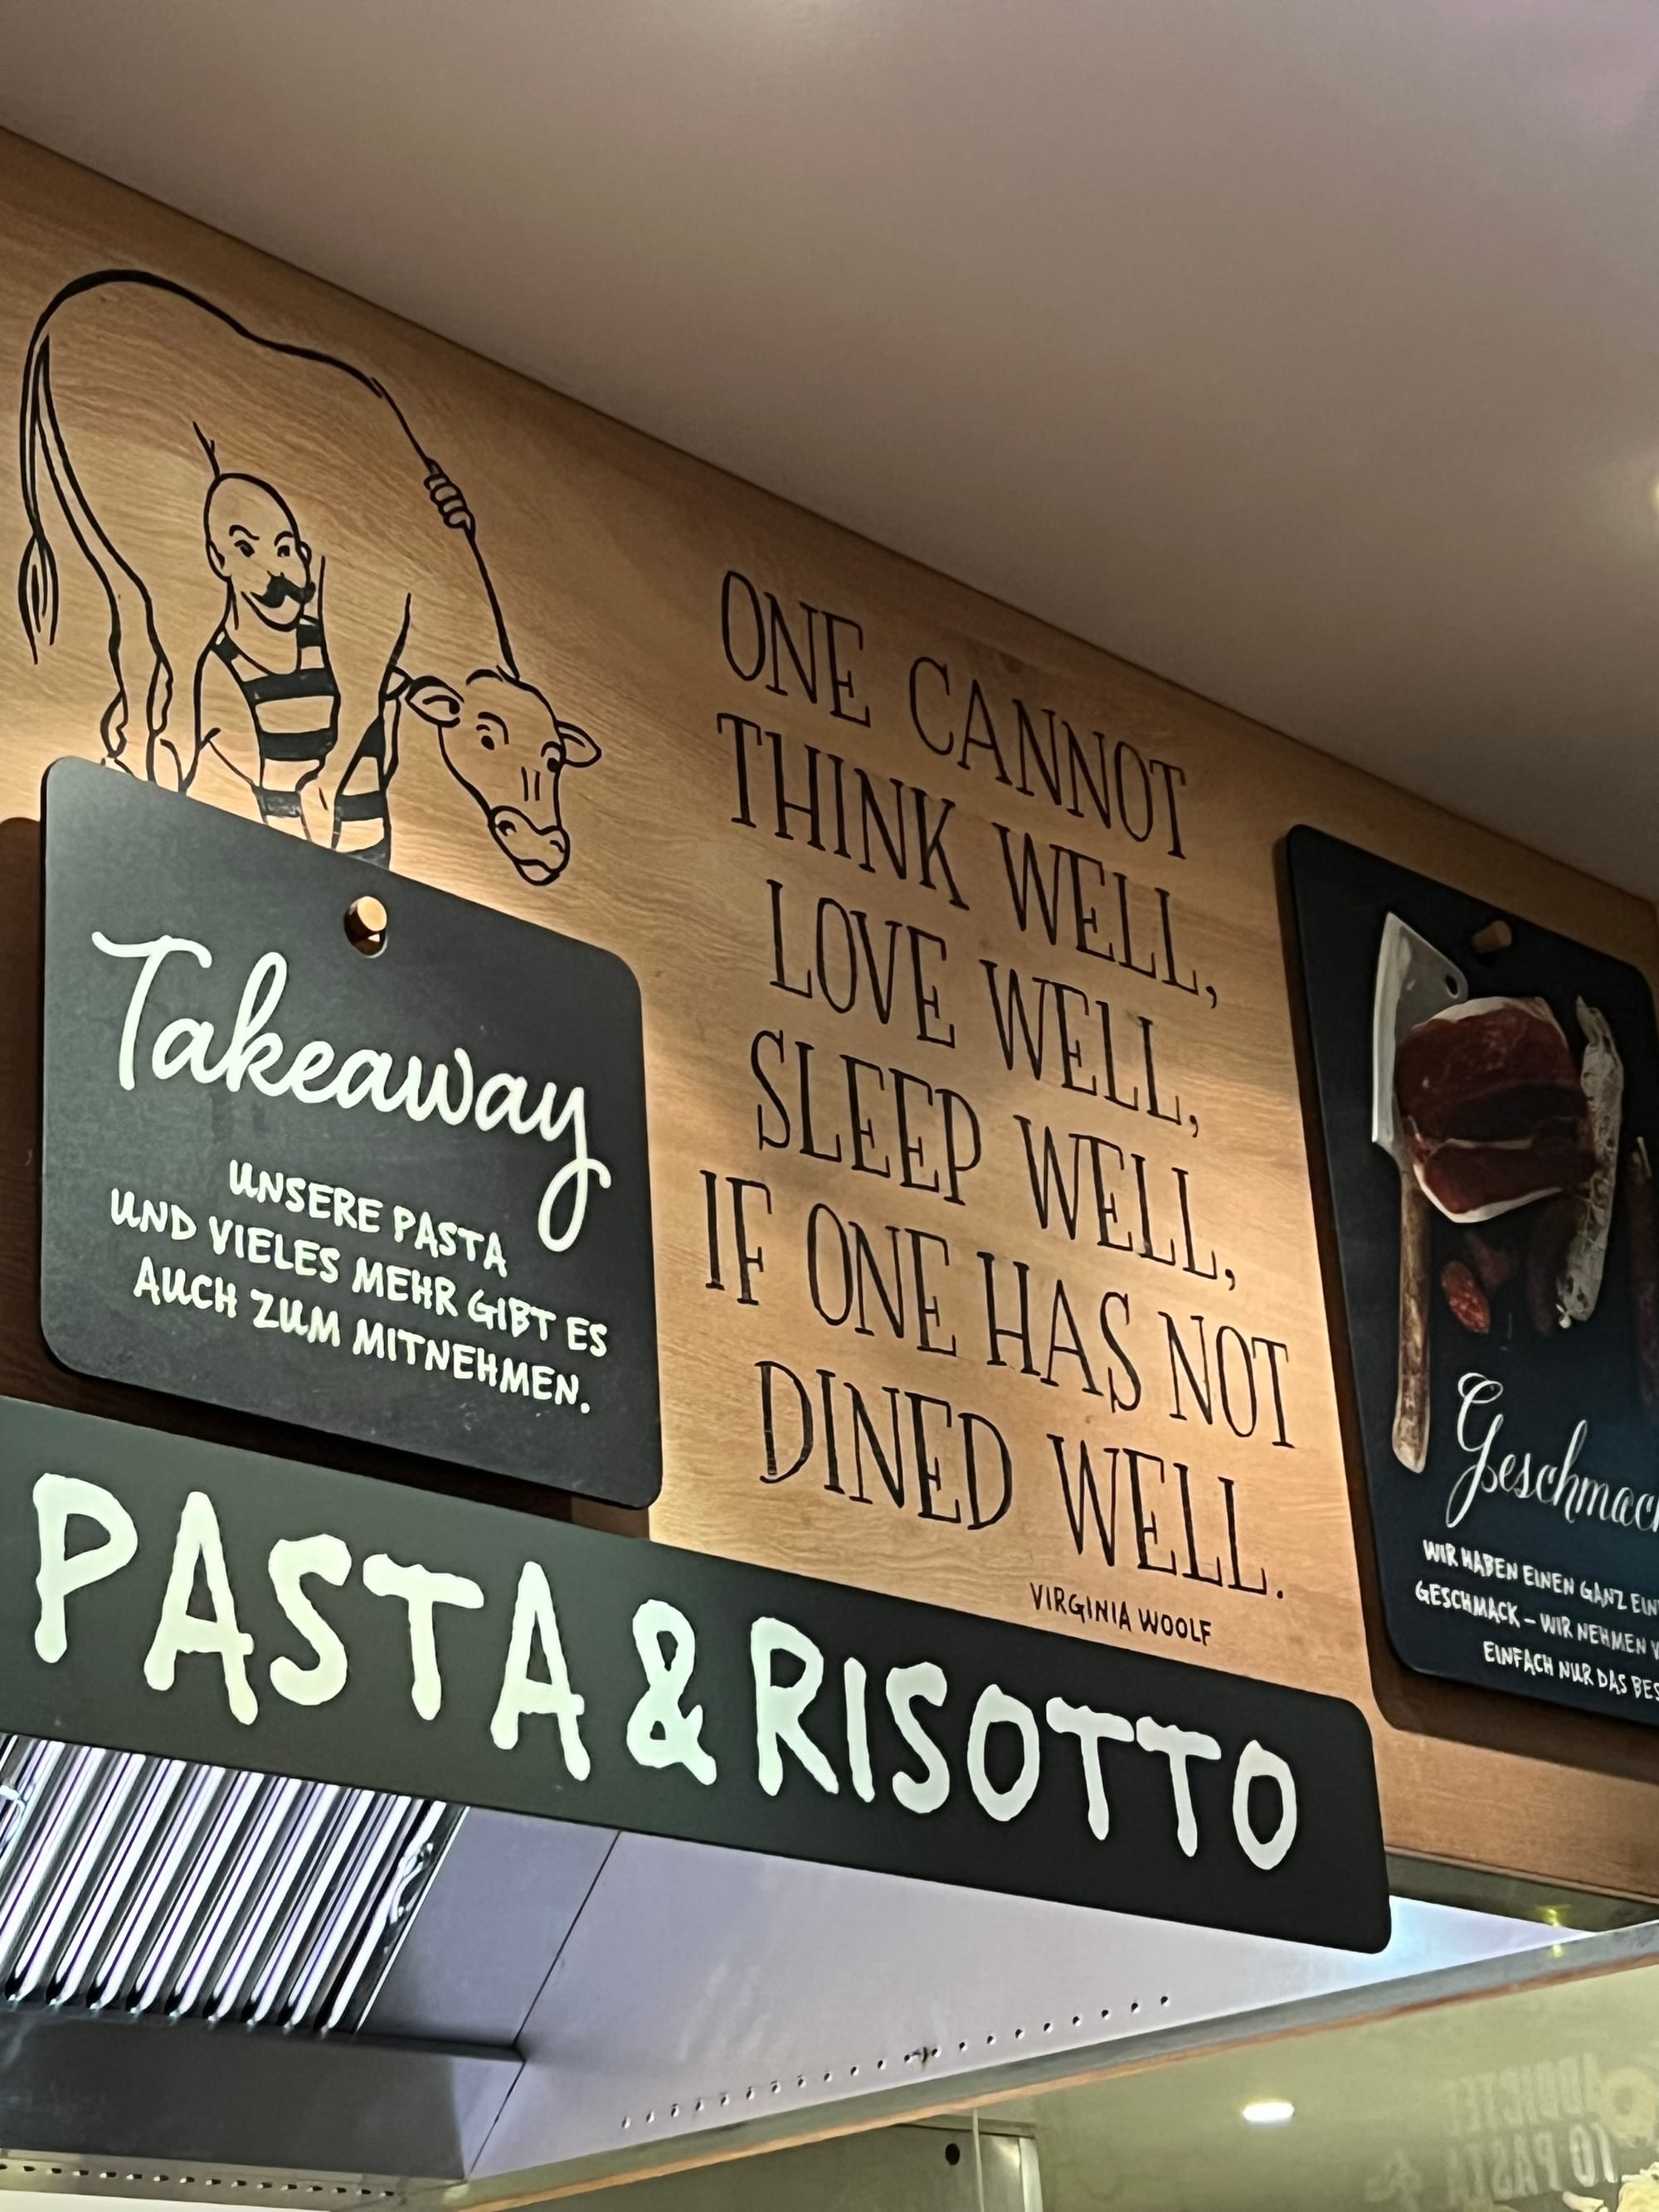 ONE CANNOT
THINK WELL,
LOVE WELL,
SLEEP WELL,
IF ONE HAS NOT
DINED WELL.
VIRGINIA WOOLF
Takeaway
UNSERE PASTA
UND VIELES MEHR GIBT ES
AUCH ZUM MITNEHMEN.
PASTA & RISOTTO
WIR HABEN EINEN GANZ
GESCHMACK – WIR NEHMEN
EINFACH NUR DAS
TO PASTA